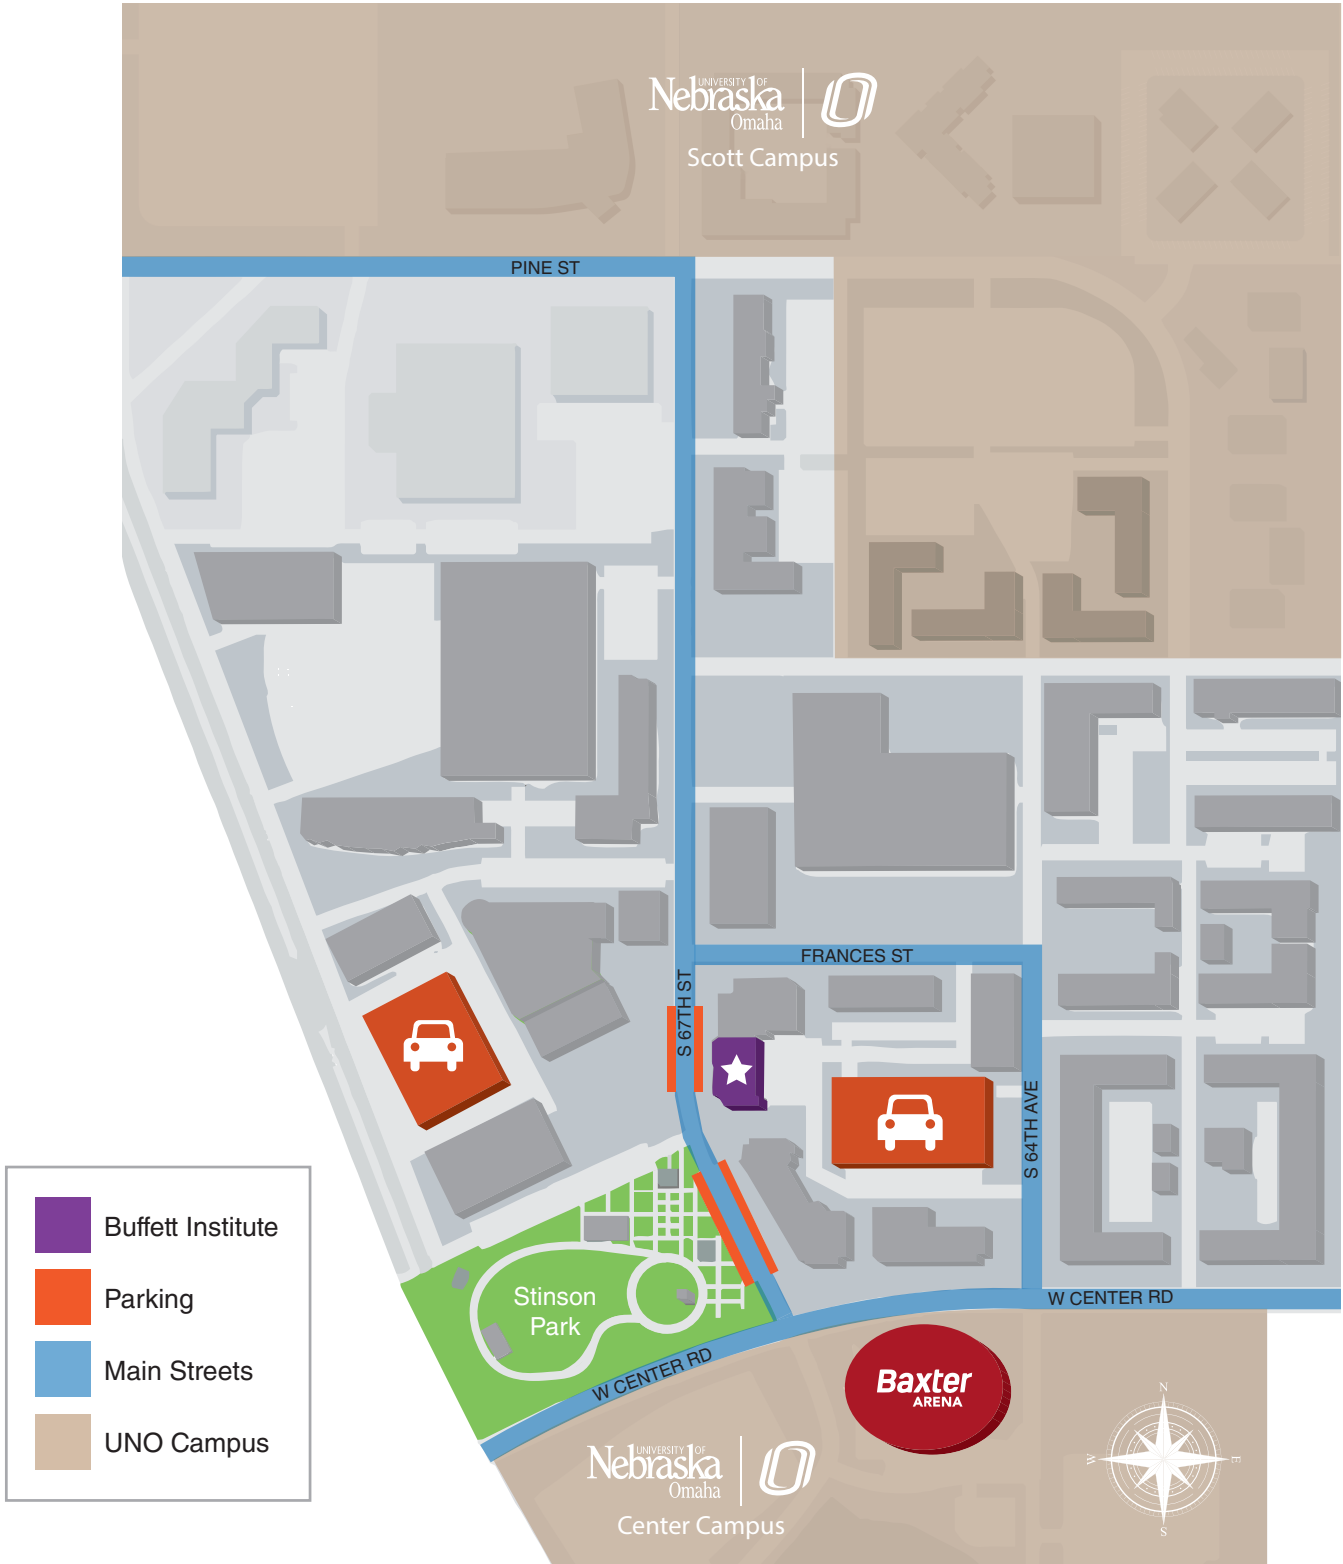 UNIVERSITY OF
Nebraska
Omaha
Scott Campus
PINE ST
FRANCES ST
S 67TH ST
S 64TH AVE
Buffett Institute
Parking
Main Streets
UNO Campus
Stinson
Park
W CENTER RD
W CENTER RD
Baxter
ARENA
UNIVERSITY OF
Nebraska
Omaha
Center Campus
N
W
E
S